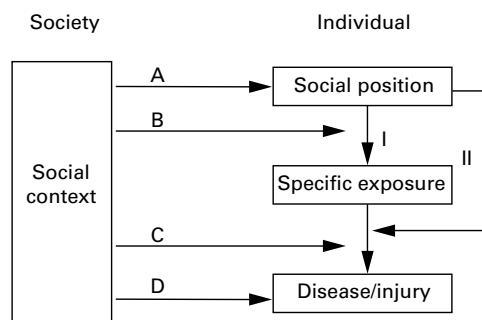 Society
Individual
A
Social position
B
I
II
Social
context
Specific exposure
C
D
Disease/injury